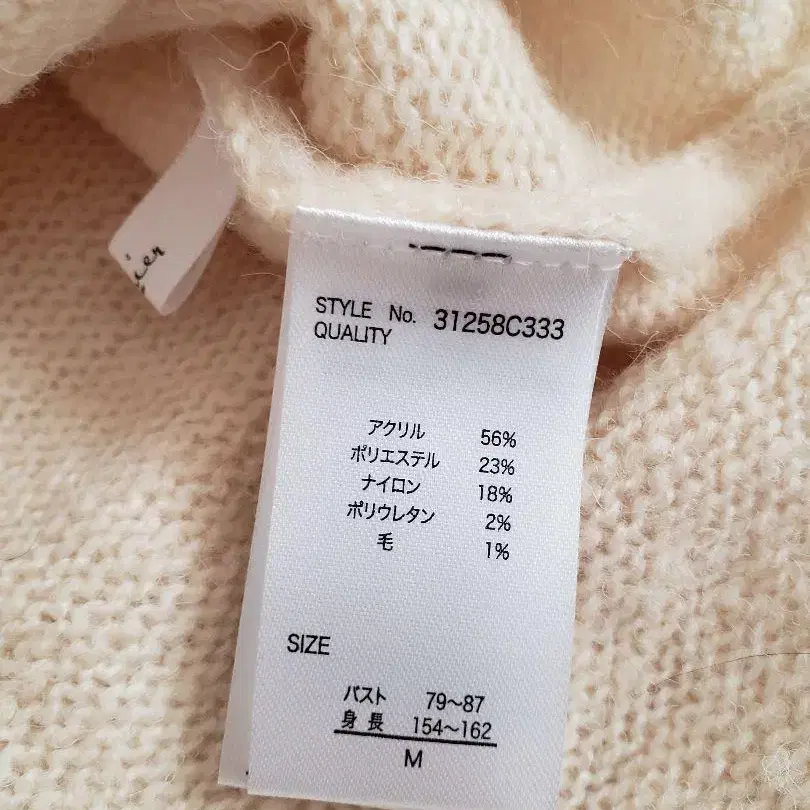 STYLE No. 31258C333
QUALITY
アクリル 56%
ポリエステル 23%
ナイロン 18%
ポリウレタン 2%
毛 1%
SIZE
バスト 79~87
身長 154~162
M